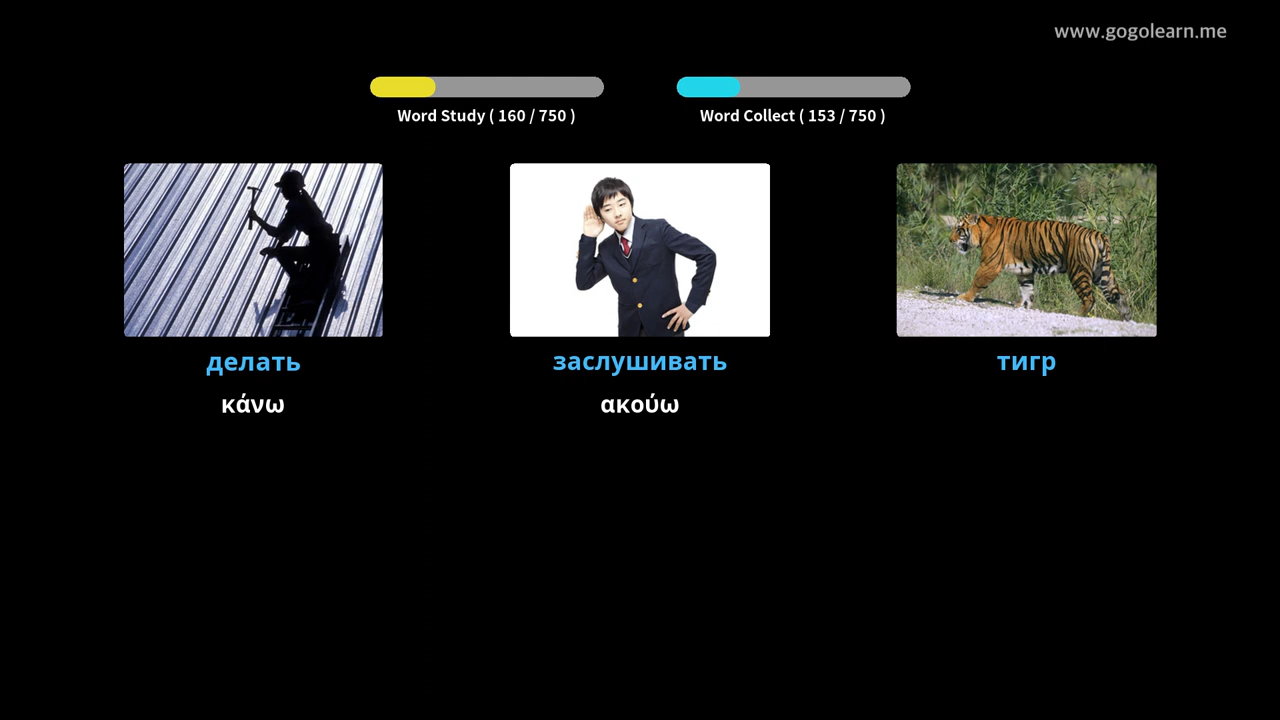 www.gogolearn.me
Word Study ( 160 / 750 )
Word Collect ( 153 / 750 )
делать
заслушивать
тигр
κάνω
ακούω